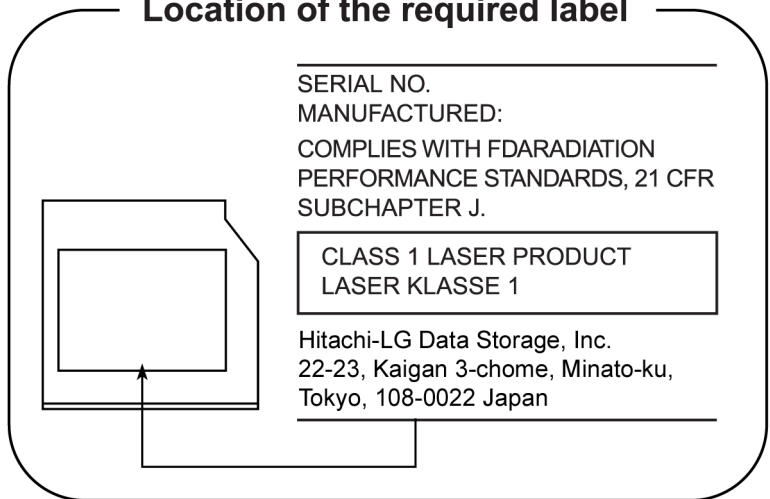 Location of the required label
SERIAL NO.
MANUFACTURED:
COMPLIES WITH FDARADIATION
PERFORMANCE STANDARDS, 21 CFR
SUBCHAPTER J.
CLASS 1 LASER PRODUCT
LASER KLASSE 1
Hitachi-LG Data Storage, Inc.
22-23, Kaigan 3-chome, Minato-ku,
Tokyo, 108-0022 Japan